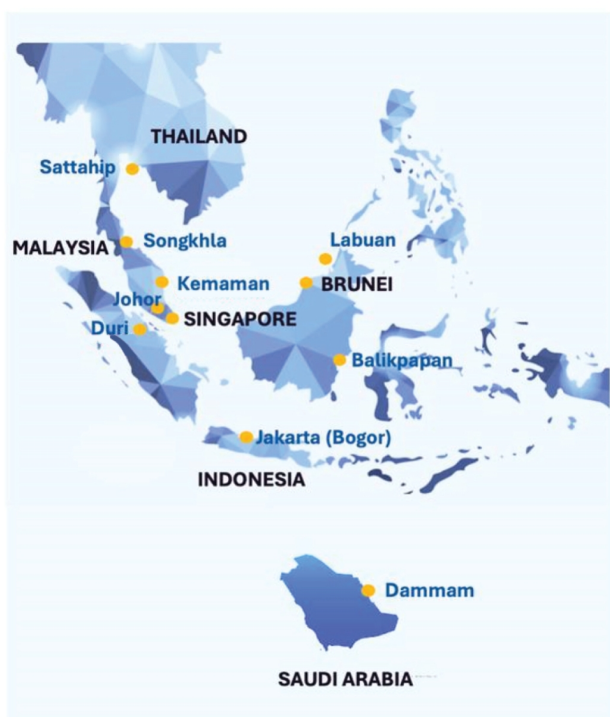 THAILAND
Sattahip
Songkhla
MALAYSIA
Labuan
Kemaman
BRUNEI
Johor
SINGAPORE
Duri
Balikpapan
Jakarta (Bogor)
INDONESIA
Dammam
SAUDI ARABIA